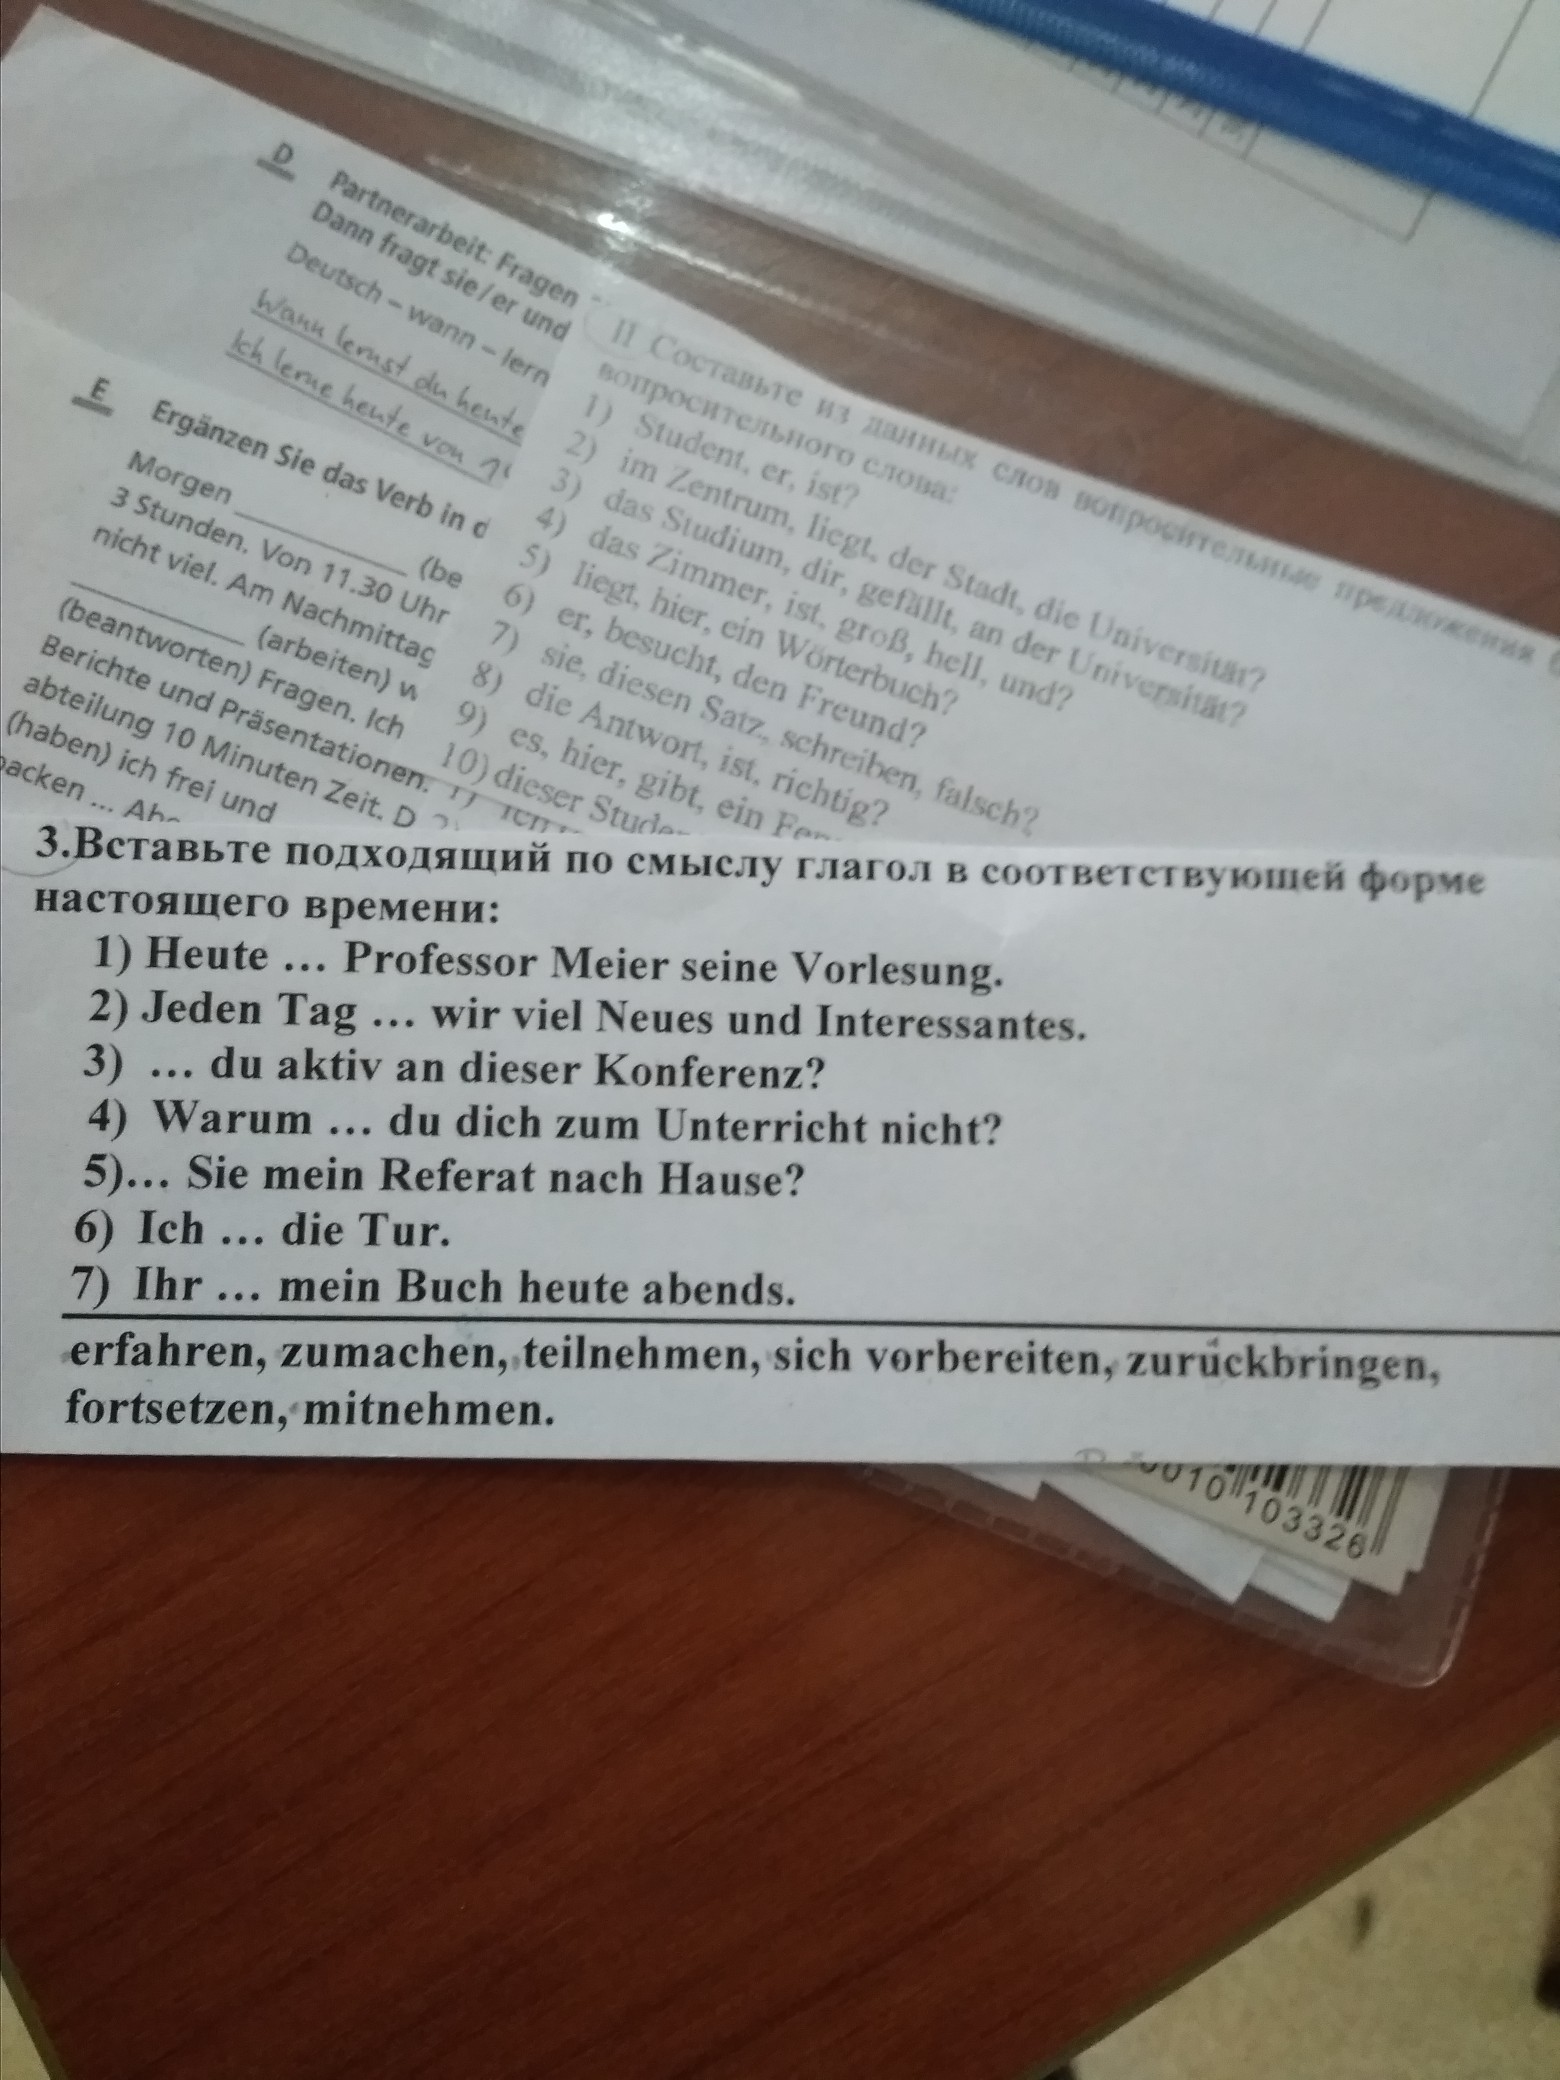 D
Partnerarbeit: Fragen
Dann fragt sie/er und
Deutsch – wann – lern
Wann lernst du heute
Ich lerne heute von
E
Ergänzen Sie das Verb in d
Morgen __________ (be
3 Stunden. Von 11.30 Uhr
nicht viel. Am Nachmittag
__________ (arbeiten) w
(beantworten) Fragen. Ich
Berichte und Präsentationen.
abteilung 10 Minuten Zeit. D
(haben) ich frei und
packen ...
II Составьте из данных слов вопросительные предложения
вопросительного слова:
1) Student, er, ist?
2) im Zentrum, liegt, der Stadt, die Universität?
3) das Studium, dir, gefällt, an der Universität?
4) das Zimmer, ist, groß, hell, und?
5) liegt, hier, ein Wörterbuch?
6) er, besucht, den Freund?
7) sie, diesen Satz, schreiben, falsch?
8) die Antwort, ist, richtig?
9) es, hier, gibt, ein
10) dieser
3.Вставьте подходящий по смыслу глагол в соответствующей форме
настоящего времени:
1) Heute … Professor Meier seine Vorlesung.
2) Jeden Tag … wir viel Neues und Interessantes.
3) … du aktiv an dieser Konferenz?
4) Warum … du dich zum Unterricht nicht?
5)… Sie mein Referat nach Hause?
6) Ich … die Tur.
7) Ihr … mein Buch heute abends.
erfahren, zumachen, teilnehmen, sich vorbereiten, zurückbringen,
fortsetzen, mitnehmen.
0010 103326